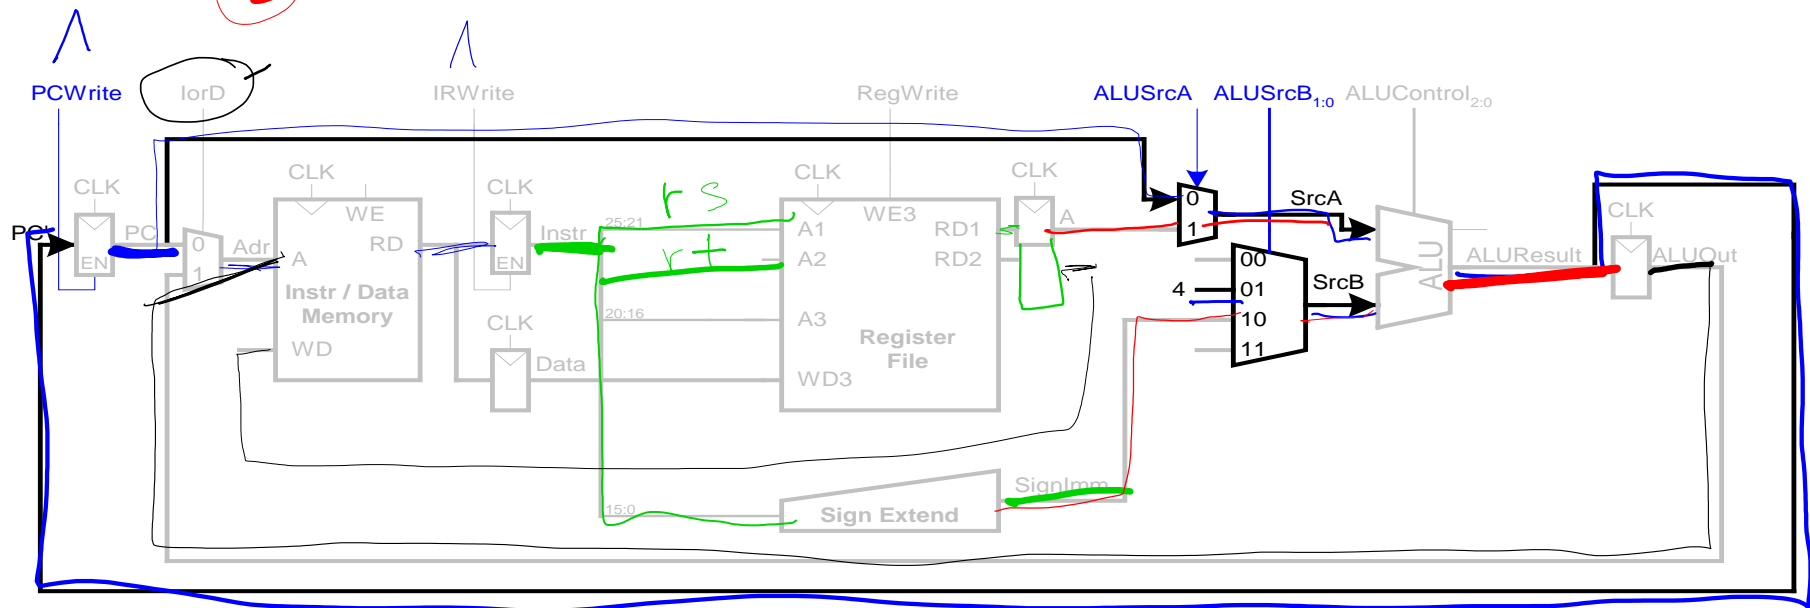 PCWrite IorD IRWrite RegWrite ALUSrcA ALUSrcB1:0 ALUControl2:0
CLK CLK CLK CLK CLK CLK
PC EN 0 1 Adr
A WE RD
Instr / Data
Memory
WD
Instr
EN
CLK
Data
25:21
20:16
15:0
rs
rt
A1 WE3 RD1
A2 RD2
A3
Register
File
WD3
A
0
1
SrcA
00
4 01
10
11
SrcB
ALU
ALUResult
ALUOut
SignImm
Sign Extend